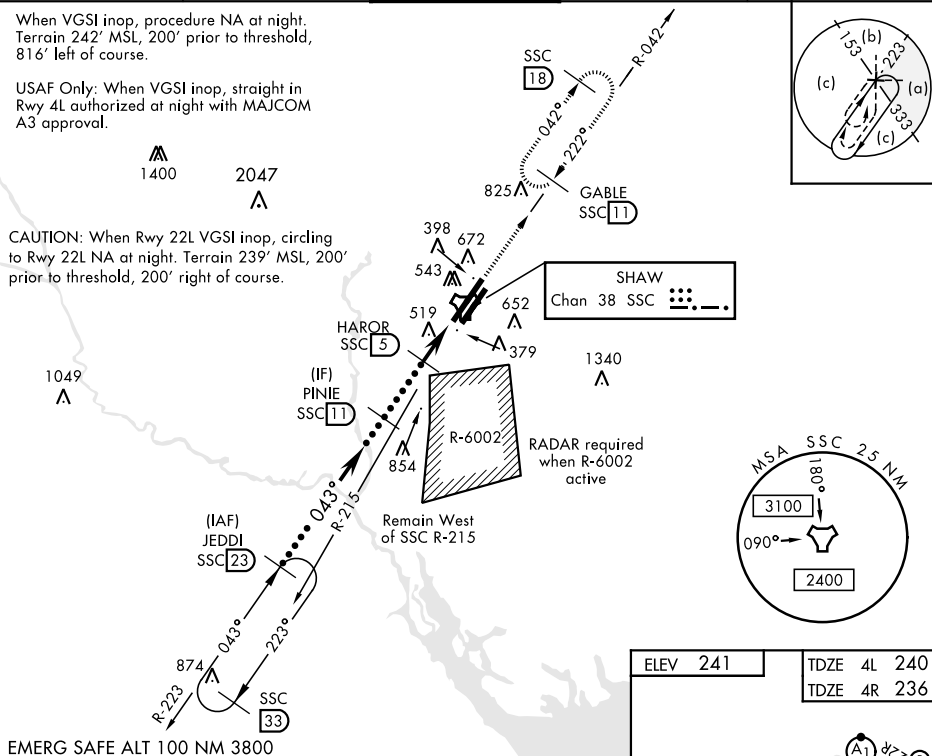 When VGSI inop, procedure NA at night.
Terrain 242’ MSL, 200’ prior to threshold,
816’ left of course.
USAF Only: When VGSI inop, straight in
Rwy 4L authorized at night with MAJCOM
A3 approval.
1400
2047
CAUTION: When Rwy 22L VGSI inop, circling
to Rwy 22L NA at night. Terrain 239’ MSL, 200’
prior to threshold, 200’ right of course.
1049
R-042
SSC
18
042°
222°
825
GABLE
SSC 11
153
(b)
223
(c)
(a)
333
(c)
398
672
543
519
652
379
1340
SHAW
Chan 38 SSC
HAROR
SSC 5
(IF)
PINIE
SSC 11
854
R-6002
RADAR required
when R-6002
active
043°
R-215
Remain West
of SSC R-215
(IAF)
JEDDI
SSC 23
043°
223°
874
R-223
SSC
33
EMERG SAFE ALT 100 NM 3800
MSA SSC 25 NM
180°
3100
090°
2400
ELEV 241
TDZE 4L 240
TDZE 4R 236
A1